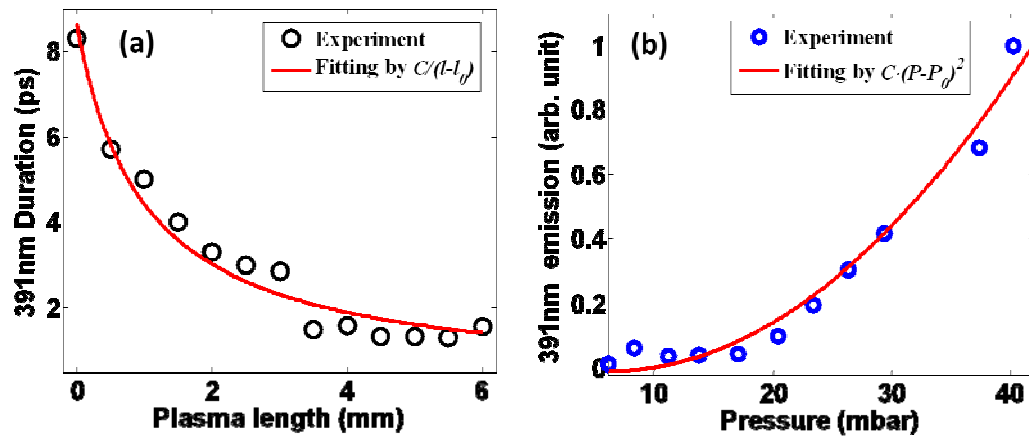 (a)
Experiment
Fitting by C/(l-l₀)
8
6
4
2
391nm Duration (ps)
0
2
4
6
Plasma length (mm)
(b)
Experiment
Fitting by C·(P-P₀)²
1
0.8
0.6
0.4
0.2
0
391nm emission (arb. unit)
10
20
30
40
Pressure (mbar)